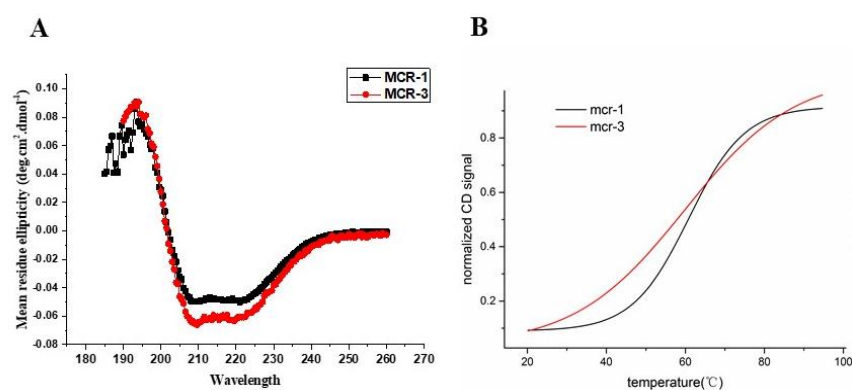 A
MCR-1
MCR-3
Mean residue ellipticity (deg.cm².dmol⁻¹)
0.10
0.08
0.06
0.04
0.02
0.00
-0.02
-0.04
-0.06
-0.08
180 190 200 210 220 230 240 250 260 270
Wavelength
B
mcr-1
mcr-3
normalized CD signal
0.8
0.6
0.4
0.2
20 40 60 80 100
temperature(℃)